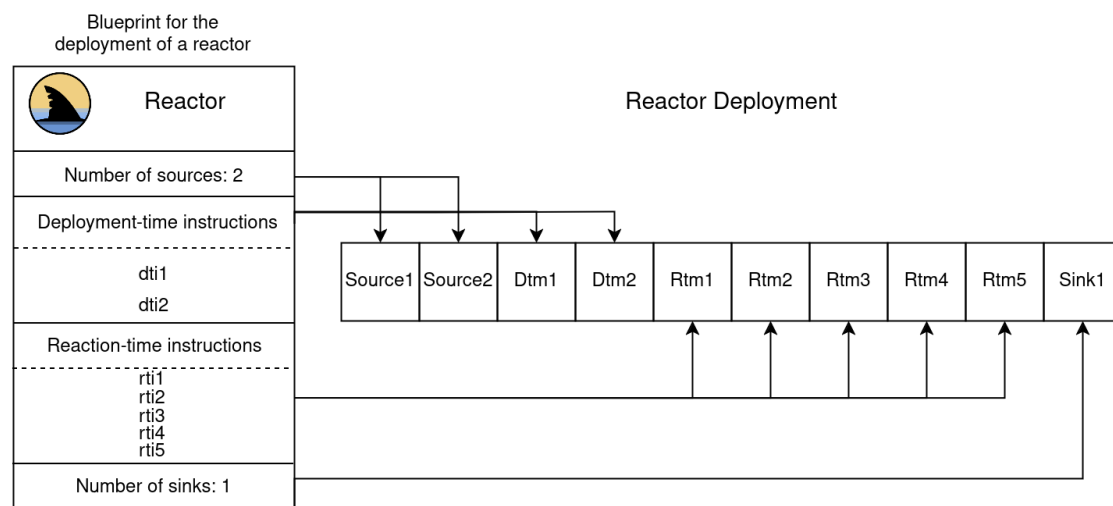 Blueprint for the
deployment of a reactor
Reactor
Reactor Deployment
Number of sources: 2
Deployment-time instructions
dti1
dti2
Source1
Source2
Dtm1
Dtm2
Rtm1
Rtm2
Rtm3
Rtm4
Rtm5
Sink1
Reaction-time instructions
rti1
rti2
rti3
rti4
rti5
Number of sinks: 1